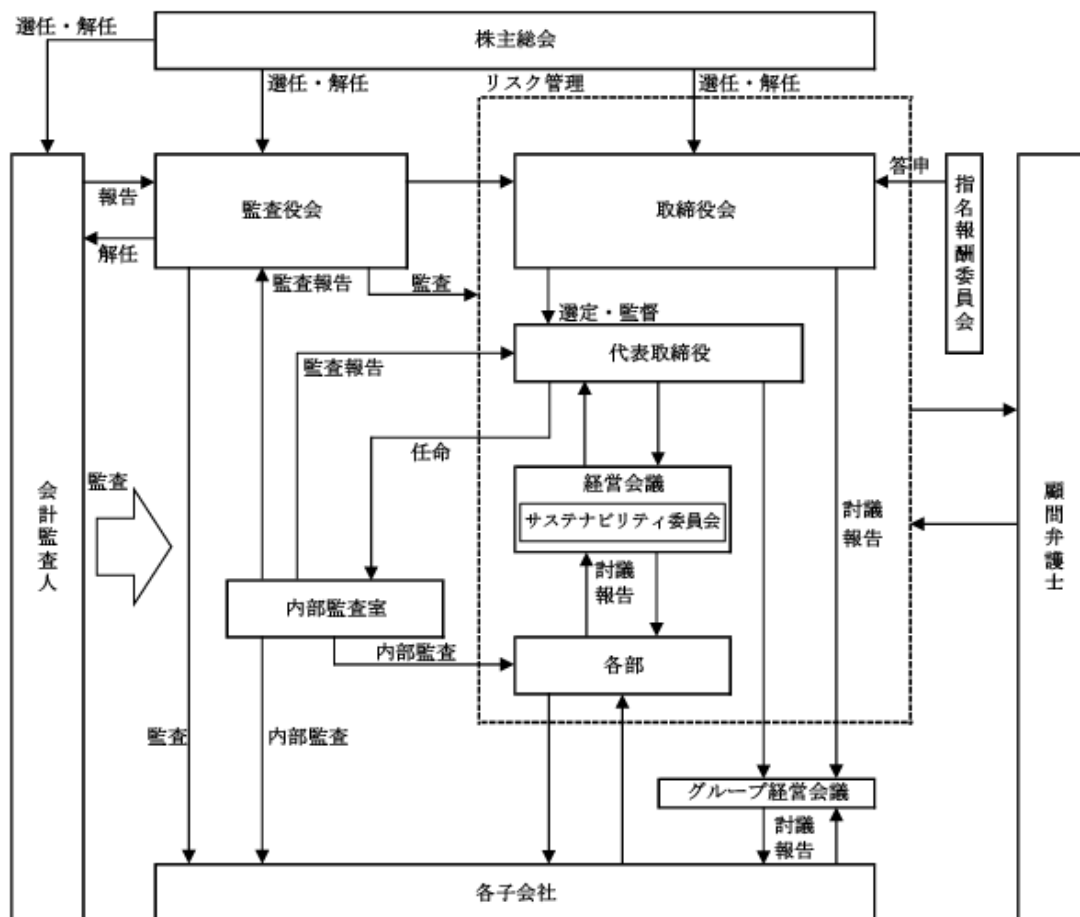 選任・解任
株主総会
選任・解任
リスク管理
選任・解任
報告
監査役会
取締役会
答申
指名報酬委員会
解任
監査報告
監査
選定・監督
代表取締役
監査報告
任命
経営会議
サステナビリティ委員会
監査
会計監査人
討議
報告
顧問弁護士
討議
報告
内部監査室
内部監査
各部
監査
内部監査
グループ経営会議
討議
報告
各子会社